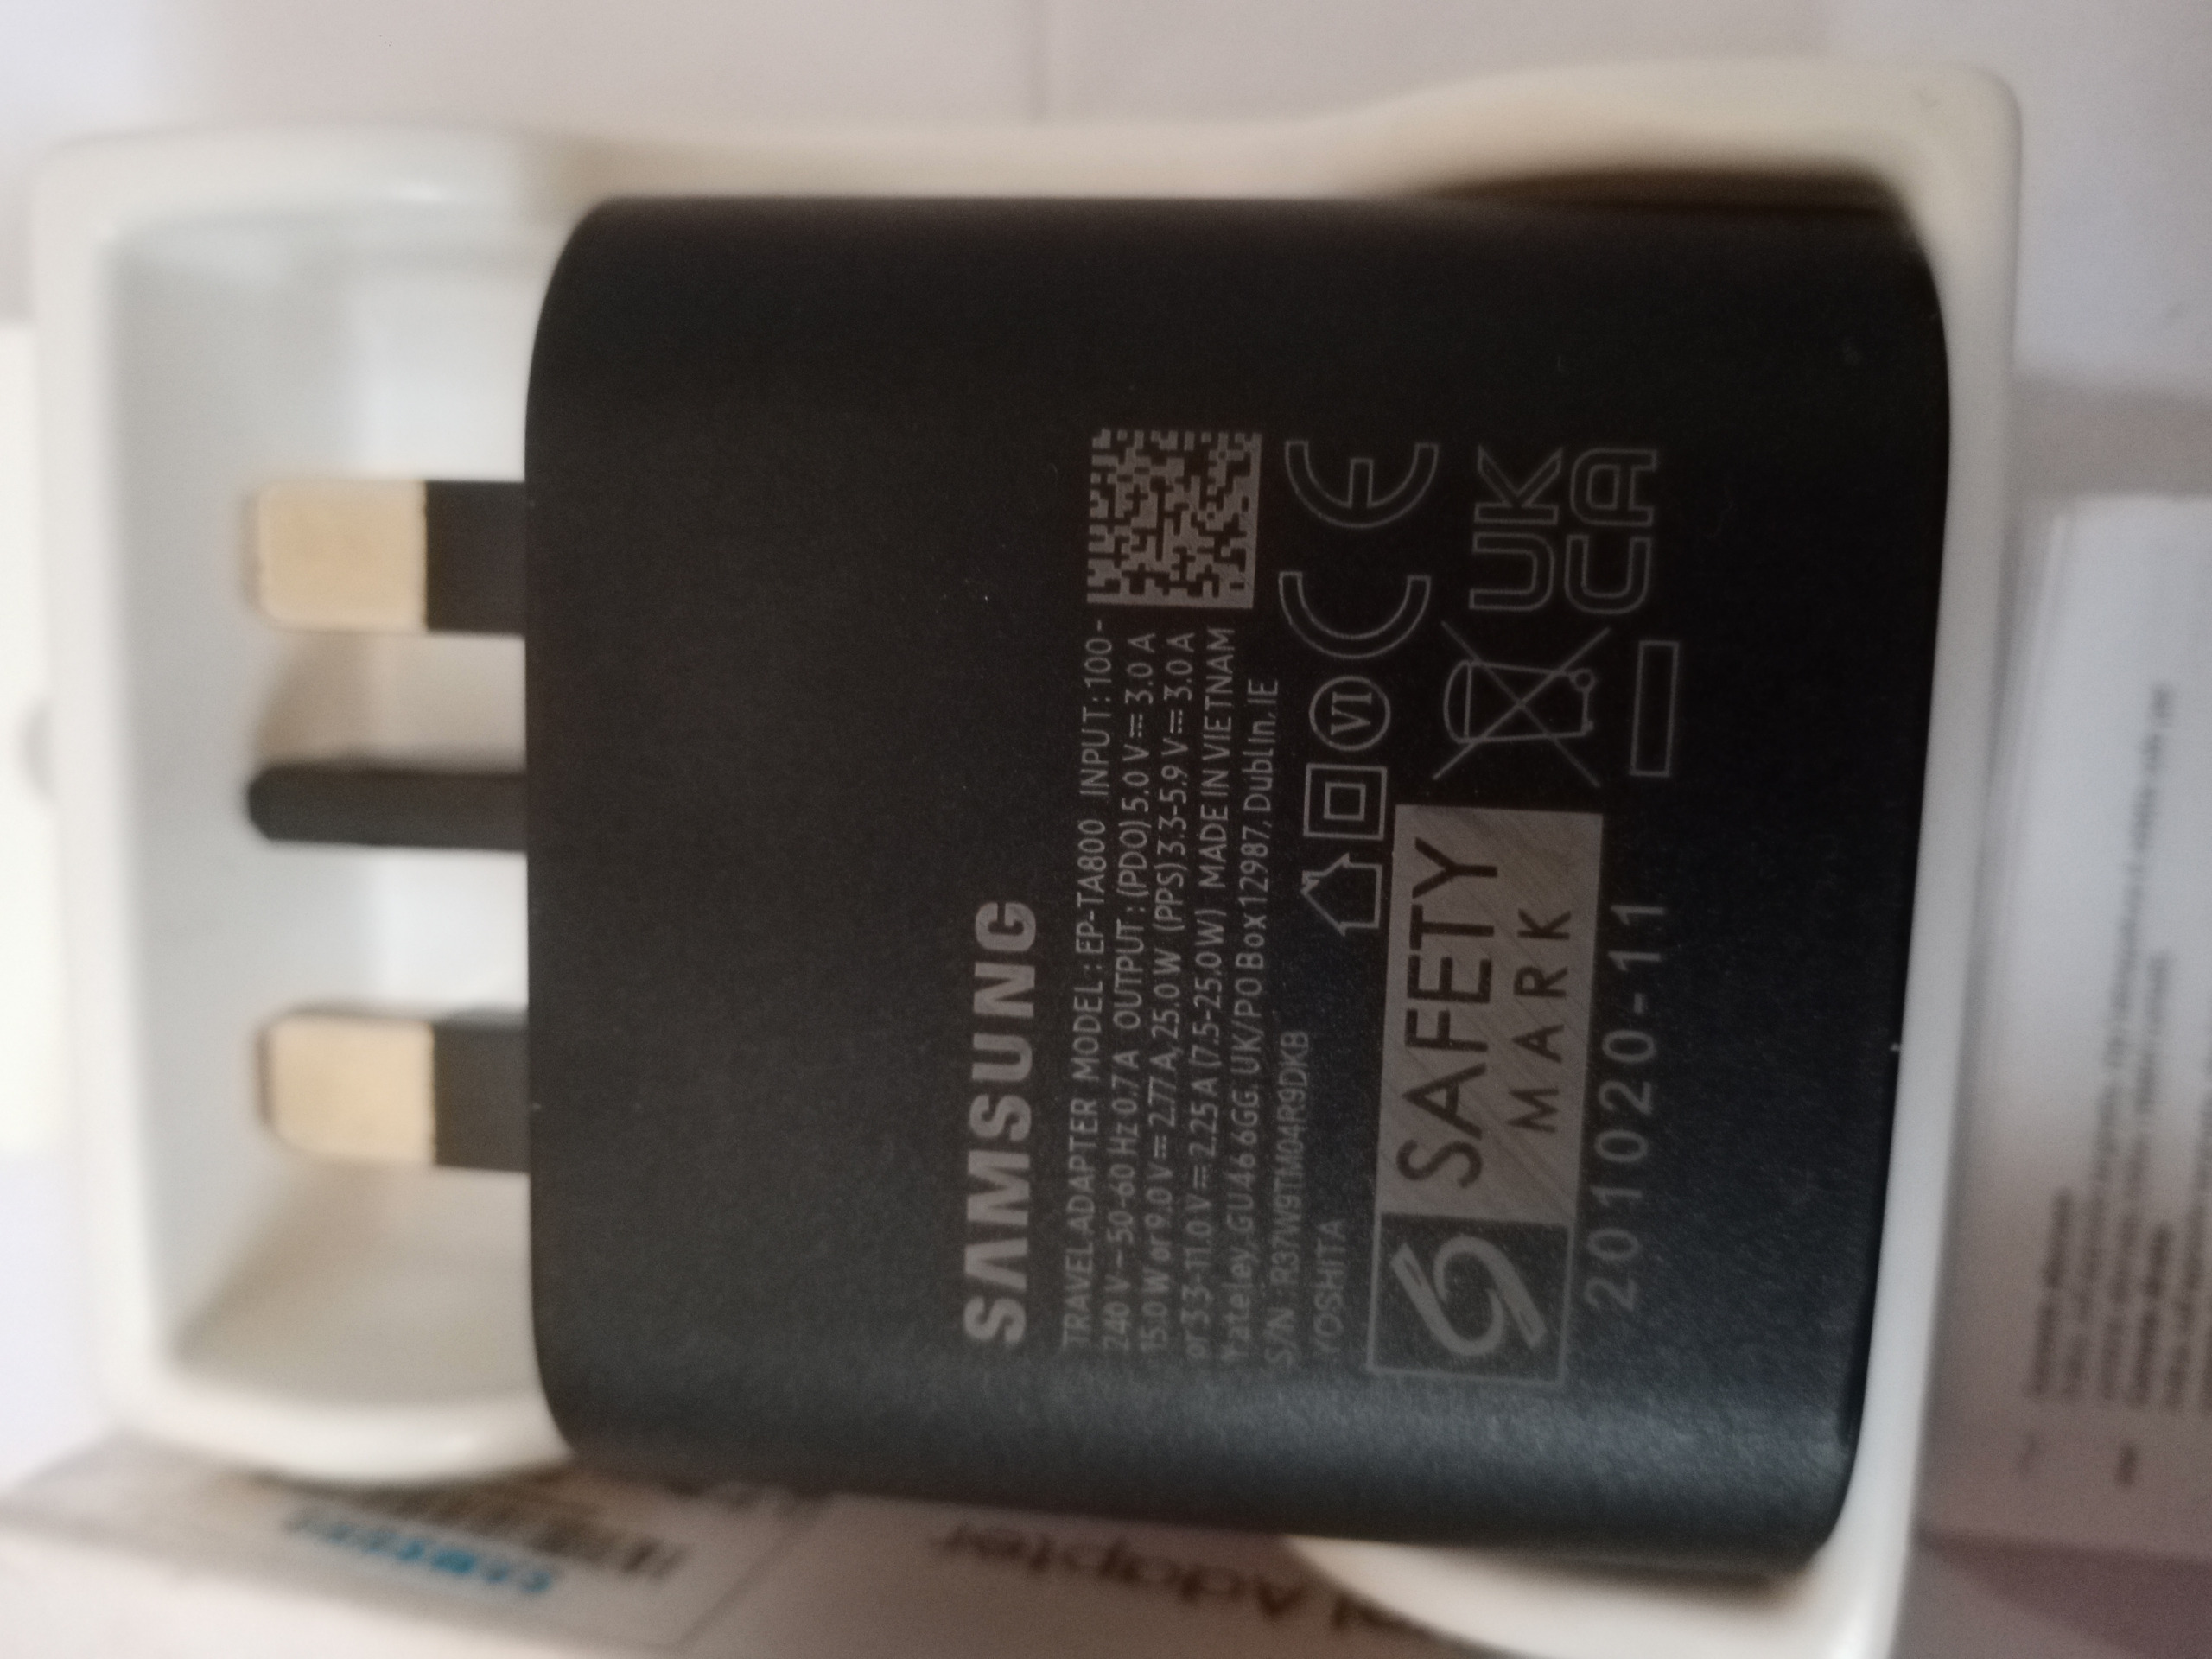 SAMSUNG
TRAVEL ADAPTER MODEL : EP-TA800 INPUT : 100-
240 V ~ 50-60 Hz 0.7 A OUTPUT : (PDO) 5.0 V ⎓ 3.0 A
15.0 W or 9.0 V ⎓ 2.77 A, 25.0 W (PPS) 3.3-5.9 V ⎓ 3.0 A
or 3.3-11.0 V ⎓ 2.25 A (7.5-25.0 W) MADE IN VIETNAM
Yateley, GU46 6GG. UK/PO Box 12987, Dublin. IE
S/N : R37W9TM04R9DKB
YOSHITA
VI CE
SAFETY
MARK
UK
CA
201020-11
SAMSUNG
Adapter